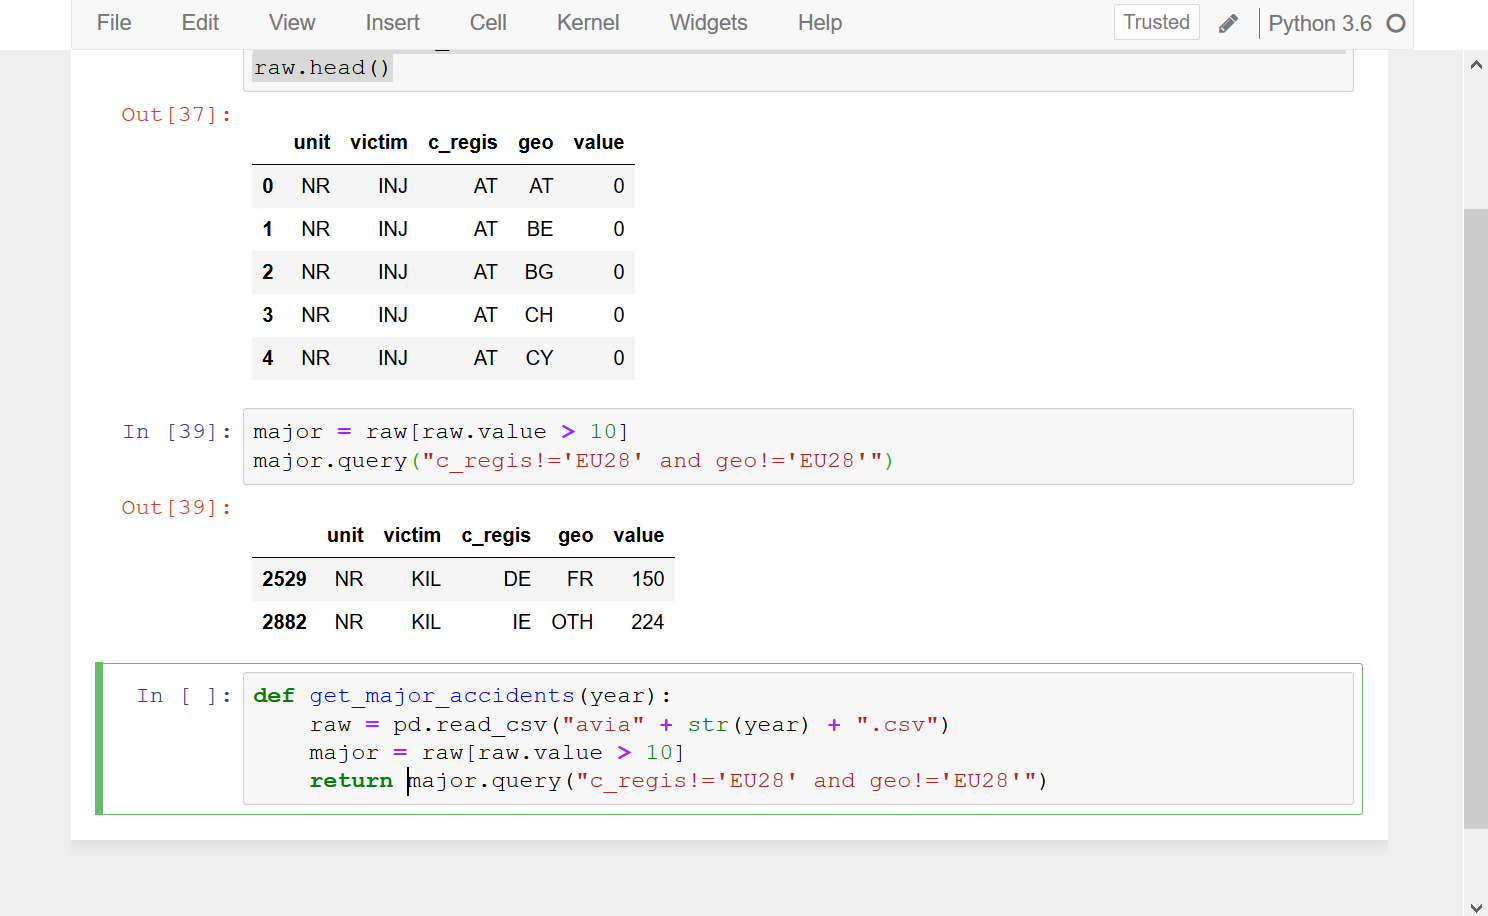 File Edit View Insert Cell Kernel Widgets Help Trusted Python 3.6
raw.head()
Out[37]:
unit victim c_regis geo value
0 NR INJ AT AT 0
1 NR INJ AT BE 0
2 NR INJ AT BG 0
3 NR INJ AT CH 0
4 NR INJ AT CY 0
In [39]: major = raw[raw.value > 10]
major.query("c_regis!='EU28' and geo!='EU28'")
Out[39]:
unit victim c_regis geo value
2529 NR KIL DE FR 150
2882 NR KIL IE OTH 224
In [ ]: def get_major_accidents(year):
    raw = pd.read_csv("avia" + str(year) + ".csv")
    major = raw[raw.value > 10]
    return major.query("c_regis!='EU28' and geo!='EU28'")